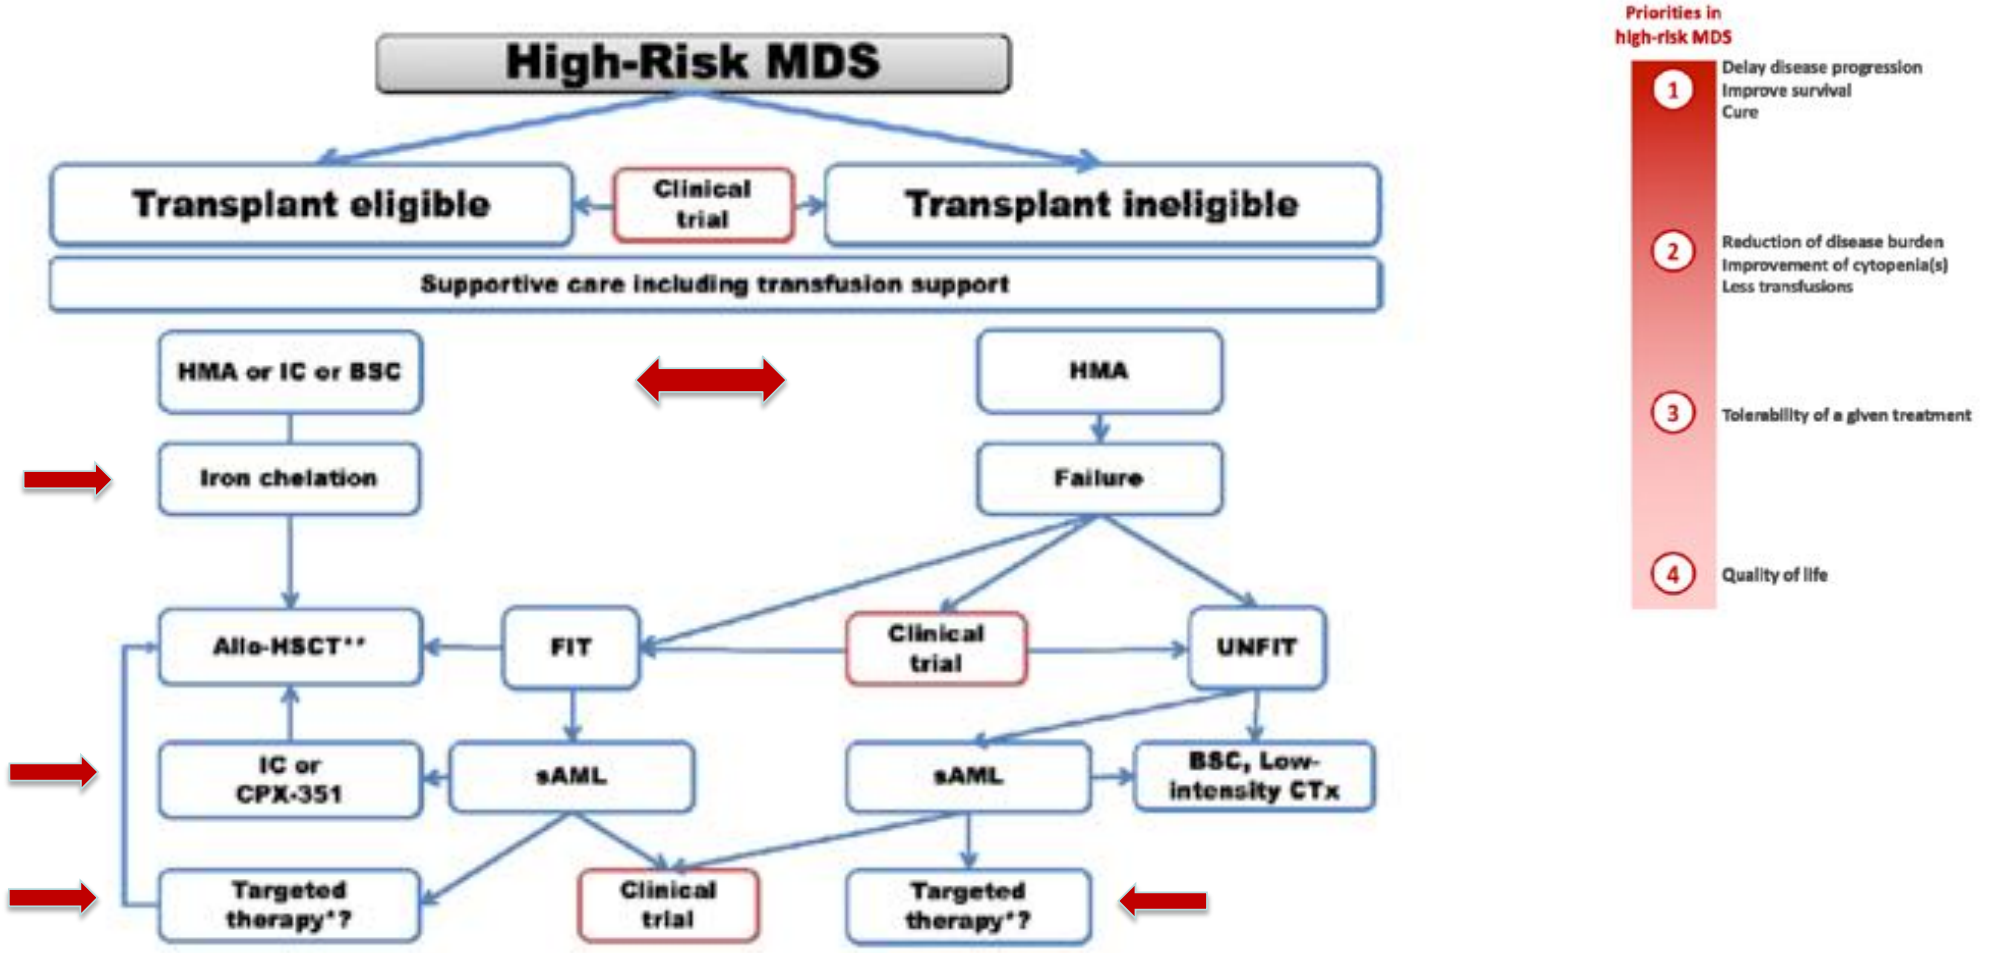 High-Risk MDS
Transplant eligible
Clinical
trial
Transplant ineligible
Supportive care including transfusion support
HMA or IC or BSC
HMA
Iron chelation
Failure
Allo-HSCT**
FIT
Clinical
trial
UNFIT
IC or
CPX-351
sAML
sAML
BSC, Low-
intensity CTx
Targeted
therapy*?
Clinical
trial
Targeted
therapy*?
Priorities in
high-risk MDS
1
Delay disease progression
Improve survival
Cure
2
Reduction of disease burden
Improvement of cytopenia(s)
Less transfusions
3
Tolerability of a given treatment
4
Quality of life